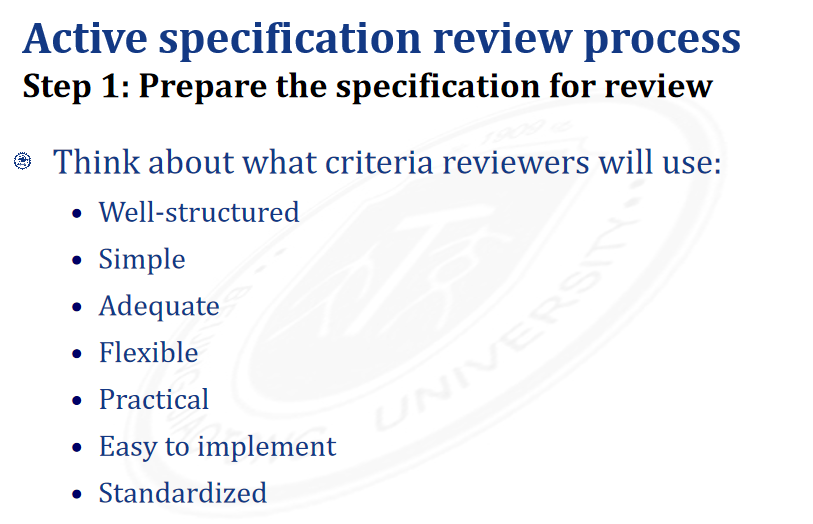 Active specification review process
Step 1: Prepare the specification for review
Think about what criteria reviewers will use:
• Well-structured
• Simple
• Adequate
• Flexible
• Practical
• Easy to implement
• Standardized
UNIVERSITY